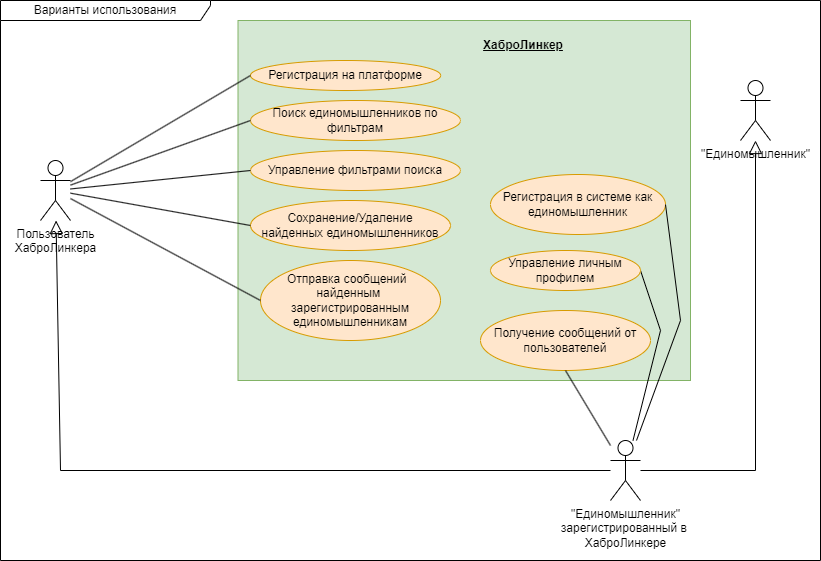 Варианты использования
ХаброЛинкер
Регистрация на платформе
Поиск единомышленников по
фильтрам
Управление фильтрами поиска
Сохранение/Удаление
найденных единомышленников
Отправка сообщений
найденным
зарегистрированным
единомышленникам
Регистрация в системе как
единомышленник
Управление личным
профилем
Получение сообщений от
пользователей
Пользователь
ХаброЛинкера
"Единомышленник"
"Единомышленник"
зарегистрированный в
ХаброЛинкере